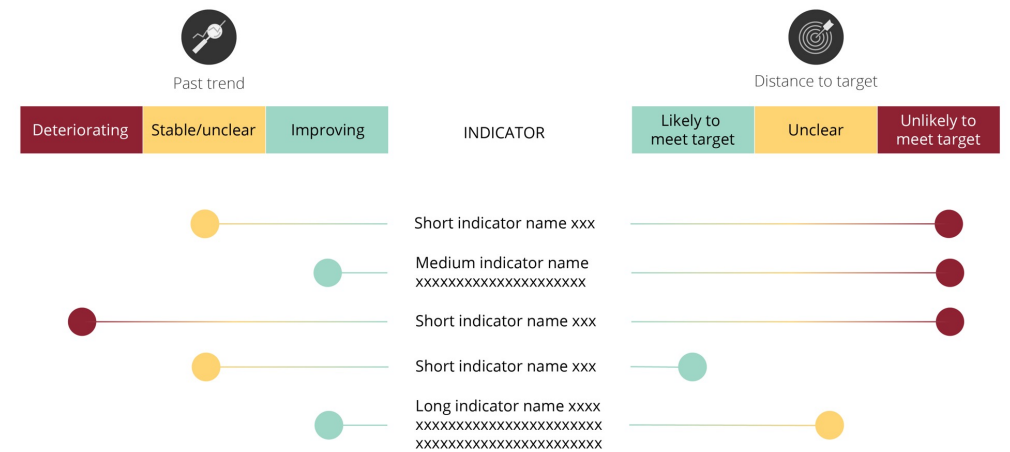 Past trend
Distance to target
Deteriorating
Stable/unclear
Improving
INDICATOR
Likely to
meet target
Unclear
Unlikely to
meet target
Short indicator name xxx
Medium indicator name
xxxxxxxxxxxxxxxxxxxxx
Short indicator name xxx
Short indicator name xxx
Long indicator name xxxx
xxxxxxxxxxxxxxxxxxxxxxx
xxxxxxxxxxxxxxxxxxxxxxx